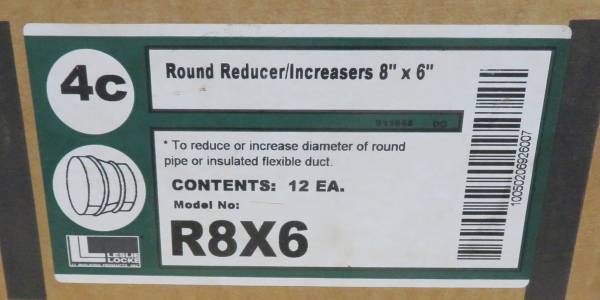 4c
Round Reducer/Increasers 8" x 6"
* To reduce or increase diameter of round
pipe or insulated flexible duct.
CONTENTS: 12 EA.
Model No:
R8X6
LESLIE
LOCKE
10050206926007